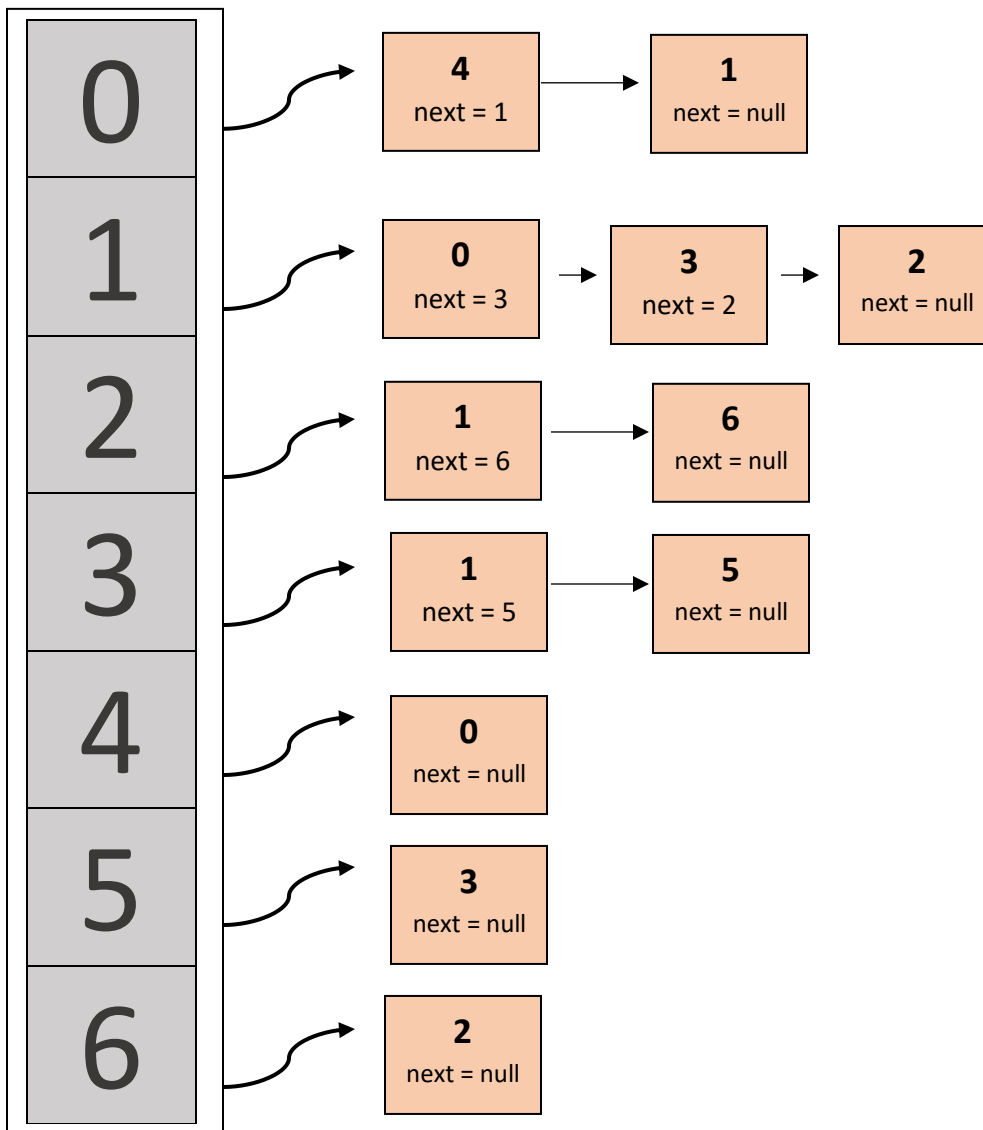 0
4
next = 1
1
next = null
1
0
next = 3
3
next = 2
2
next = null
2
1
next = 6
6
next = null
3
1
next = 5
5
next = null
4
0
next = null
5
3
next = null
6
2
next = null